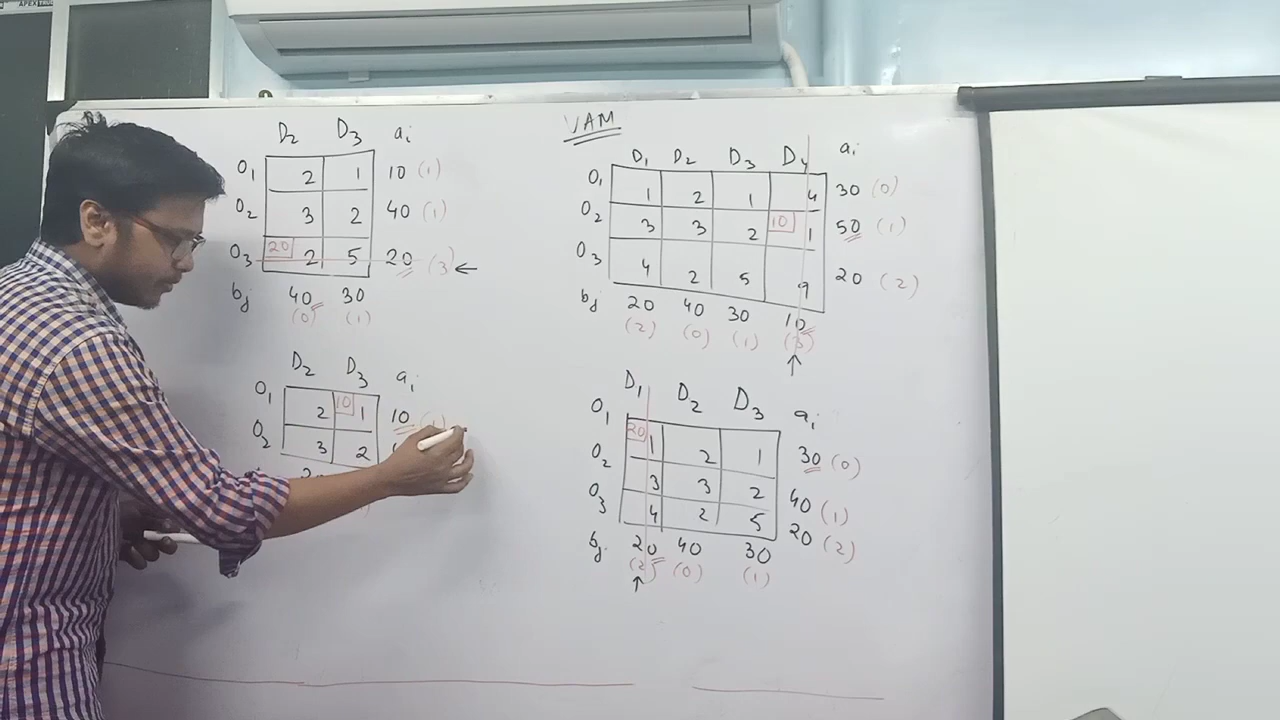 APEX
VAM
D1 D2 D3 D4 ai
O1 1 2 1 4 30 (0)
O2 3 3 2 10 1 50 (1)
O3 4 2 5 9 20 (2)
bj 20 40 30 10
(2) (0) (1) (3)
D1 D2 D3 ai
O1 20 1 2 1 30 (0)
O2 3 3 2 40 (1)
O3 4 2 5 20 (2)
bj 20 40 30
(2) (0) (1)
D2 D3 ai
O1 2 1 10 (1)
O2 3 2 40 (1)
O3 20 2 5 20 (3)
bj 40 30
(0) (1)
D2 D3 ai
O1 2 10 1 10 (1)
O2 3 2